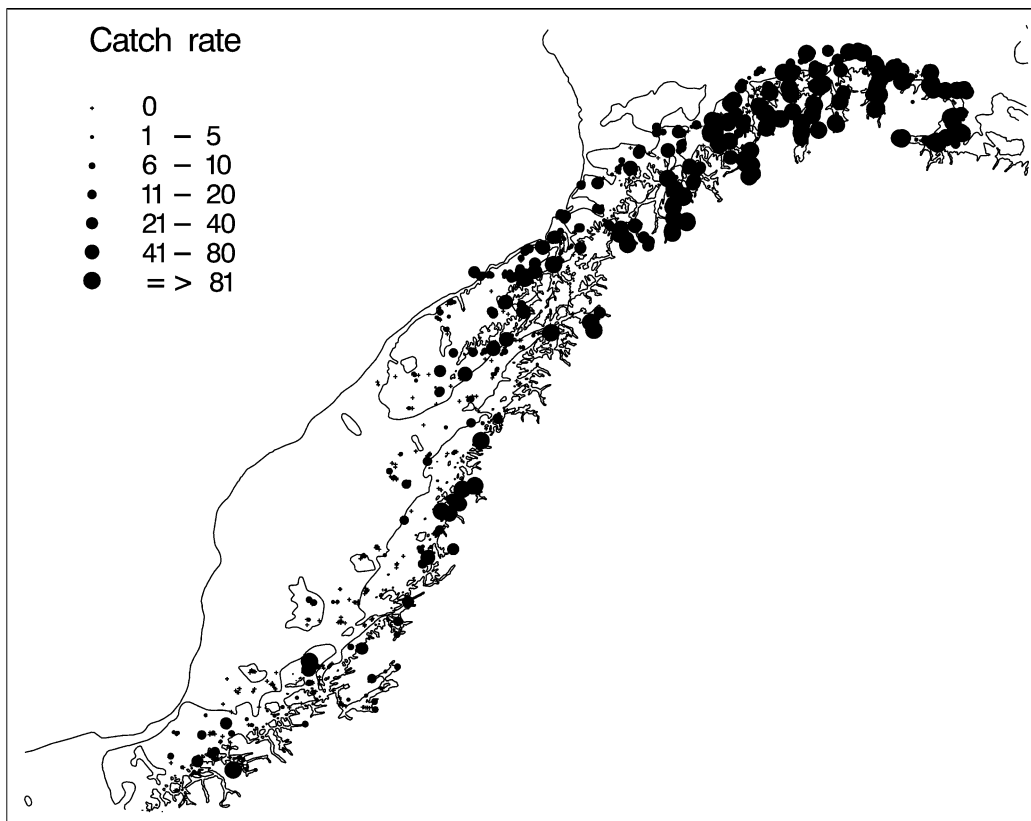 Catch rate
0
1 – 5
6 – 10
11 – 20
21 – 40
41 – 80
= > 81